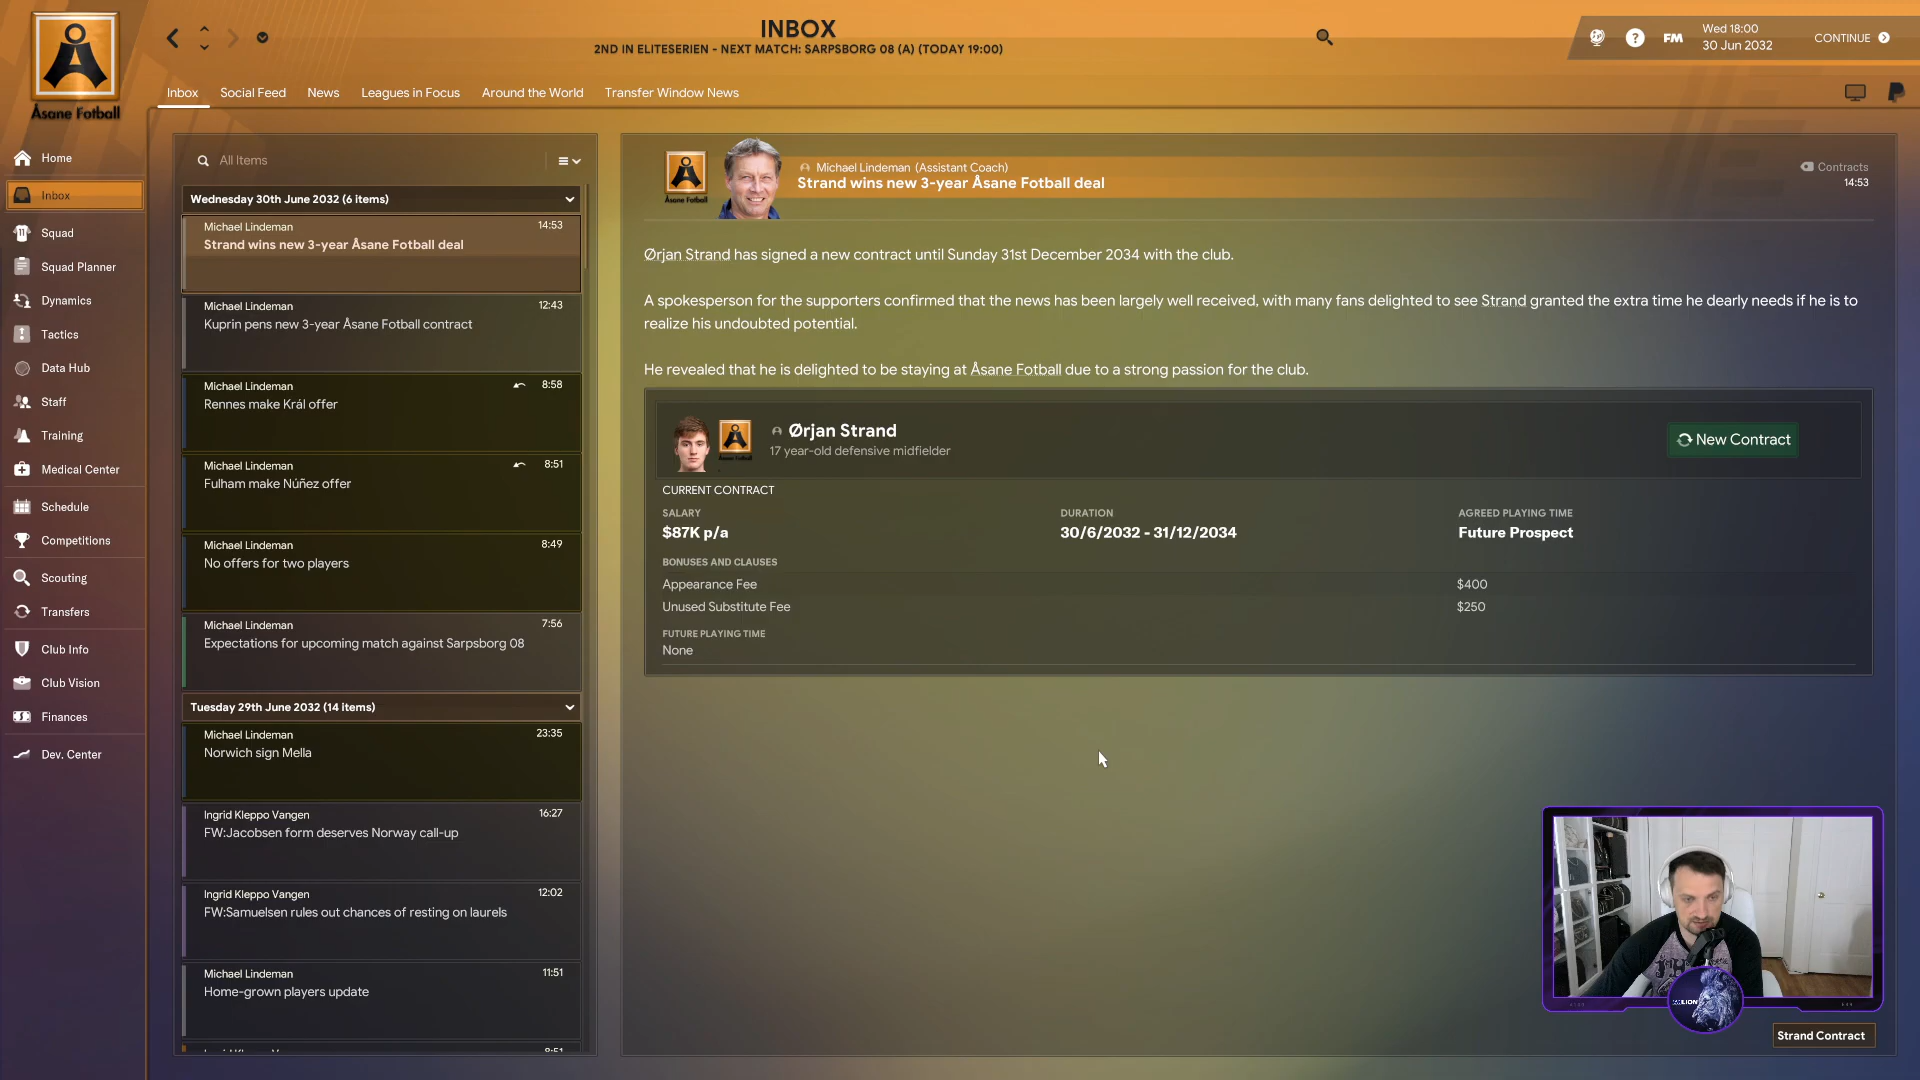 Åsane Fotball
INBOX
2ND IN ELITESERIEN - NEXT MATCH: SARPSBORG 08 (A) (TODAY 19:00)
FM
Wed 18:00
30 Jun 2032
CONTINUE
Inbox
Social Feed
News
Leagues in Focus
Around the World
Transfer Window News
Home
Inbox
Squad
Squad Planner
Dynamics
Tactics
Data Hub
Staff
Training
Medical Center
Schedule
Competitions
Scouting
Transfers
Club Info
Club Vision
Finances
Dev. Center
All Items
Wednesday 30th June 2032 (6 items)
Michael Lindeman 14:53
Strand wins new 3-year Åsane Fotball deal
Michael Lindeman 12:43
Kuprin pens new 3-year Åsane Fotball contract
Michael Lindeman 8:58
Rennes make Král offer
Michael Lindeman 8:51
Fulham make Núñez offer
Michael Lindeman 8:49
No offers for two players
Michael Lindeman 7:56
Expectations for upcoming match against Sarpsborg 08
Tuesday 29th June 2032 (14 items)
Michael Lindeman 23:35
Norwich sign Mella
Ingrid Kleppo Vangen 16:27
FW:Jacobsen form deserves Norway call-up
Ingrid Kleppo Vangen 12:02
FW:Samuelsen rules out chances of resting on laurels
Michael Lindeman 11:51
Home-grown players update
Åsane Fotball
Michael Lindeman (Assistant Coach)
Strand wins new 3-year Åsane Fotball deal
Contracts
14:53
Ørjan Strand has signed a new contract until Sunday 31st December 2034 with the club.
A spokesperson for the supporters confirmed that the news has been largely well received, with many fans delighted to see Strand granted the extra time he dearly needs if he is to
realize his undoubted potential.
He revealed that he is delighted to be staying at Åsane Fotball due to a strong passion for the club.
Ørjan Strand
17 year-old defensive midfielder
New Contract
CURRENT CONTRACT
SALARY DURATION AGREED PLAYING TIME
$87K p/a 30/6/2032 - 31/12/2034 Future Prospect
BONUSES AND CLAUSES
Appearance Fee $400
Unused Substitute Fee $250
FUTURE PLAYING TIME
None
Strand Contract